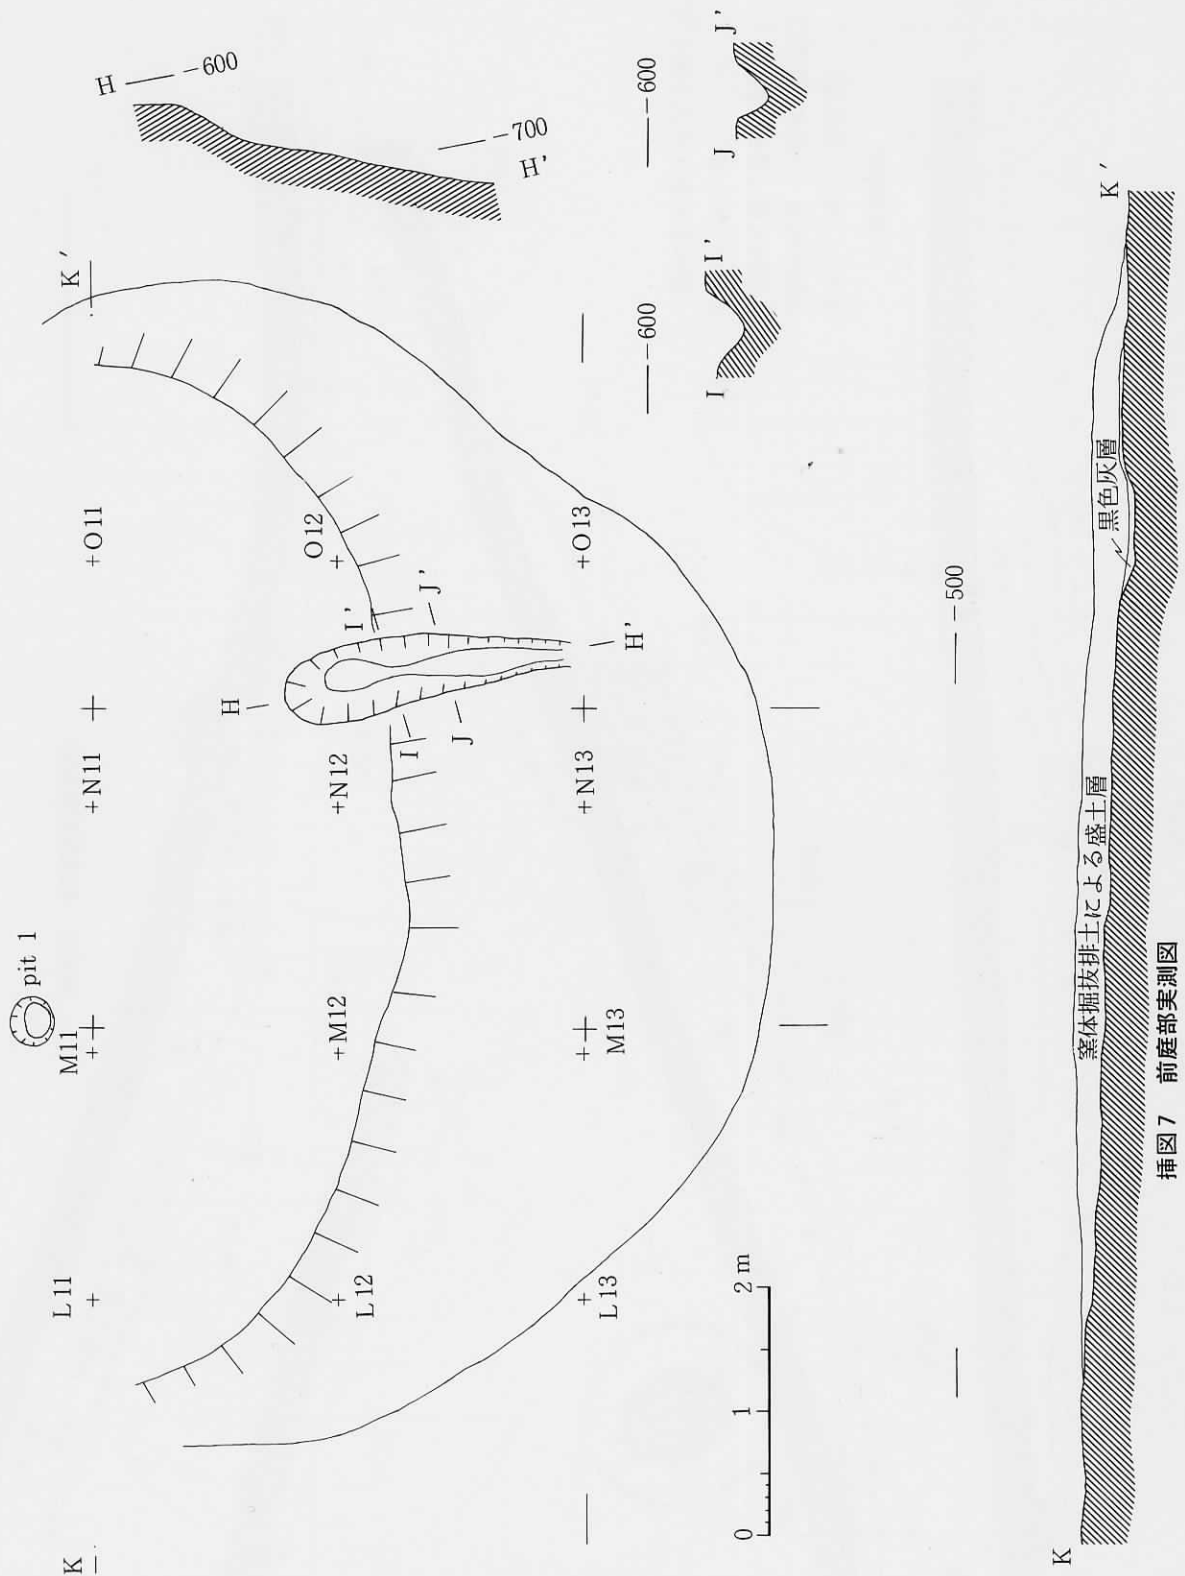 K
K'
pit 1
L11
M11
+N11
+O11
H
O12
L12
+M12
+N12
I
I'
J
J'
H'
L13
M13
+N13
+O13
H
-600
-700
H'
-600
I
I'
-600
J
J'
0
1
2m
-500
K
K'
窯体掘抜排土による盛土層
黒色灰層
挿図7 前庭部実測図